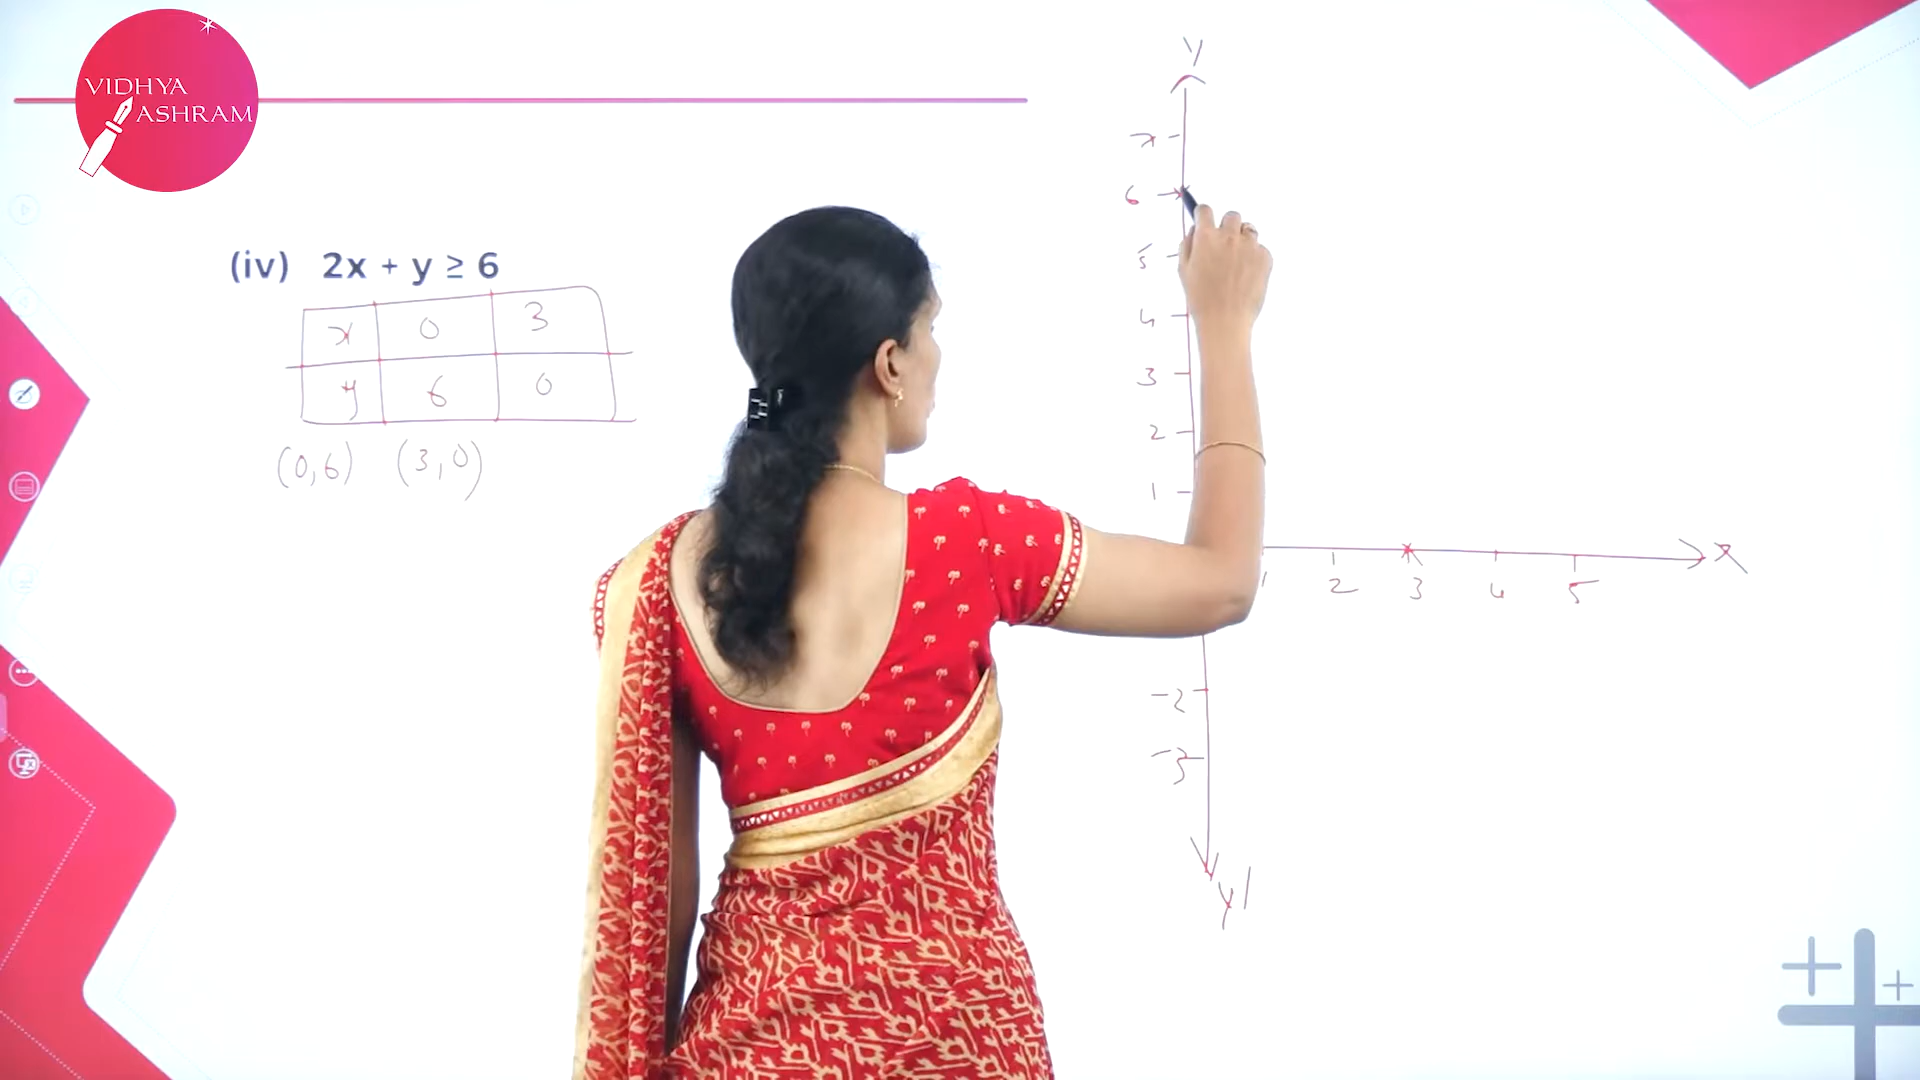 VIDHYA
ASHRAM
(iv) 2x + y ≥ 6
x 0 3
y 6 0
(0,6) (3,0)
y
7
6
5
4
3
2
1
1 2 3 4 5 x
-2
-3
y'